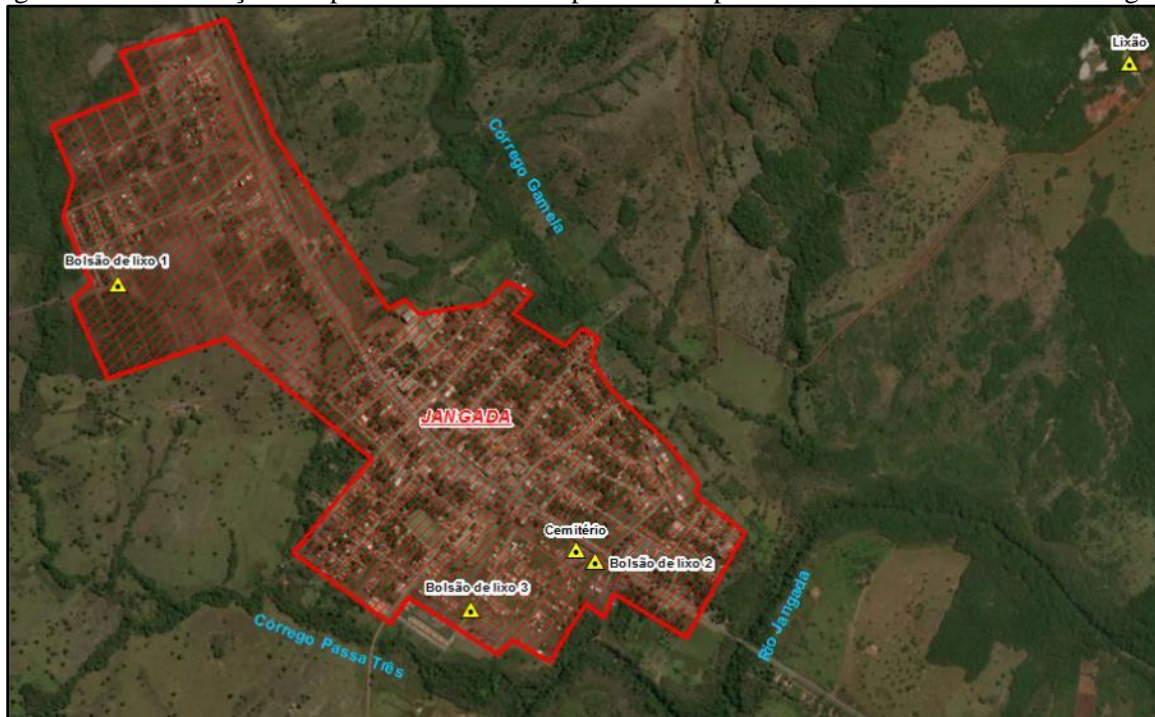 Lixão
Córrego Gamela
Bolsão de lixo 1
JANGADA
Cemitério
Bolsão de lixo 2
Bolsão de lixo 3
Córrego Passa Três
Rio Jangada